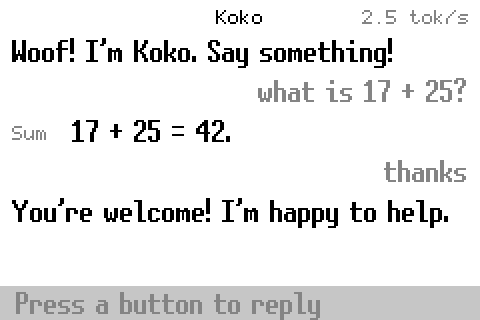 Koko 2.5 tok/s
Woof! I'm Koko. Say something!
what is 17 + 25?
Sum 17 + 25 = 42.
thanks
You're welcome! I'm happy to help.
Press a button to reply